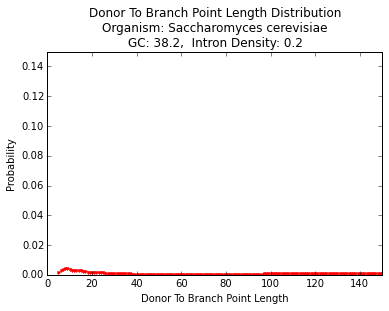 Donor To Branch Point Length Distribution
Organism: Saccharomyces cerevisiae
GC: 38.2,  Intron Density: 0.2
0.14
0.12
0.10
0.08
0.06
0.04
0.02
0.00
Probability
0 20 40 60 80 100 120 140
Donor To Branch Point Length